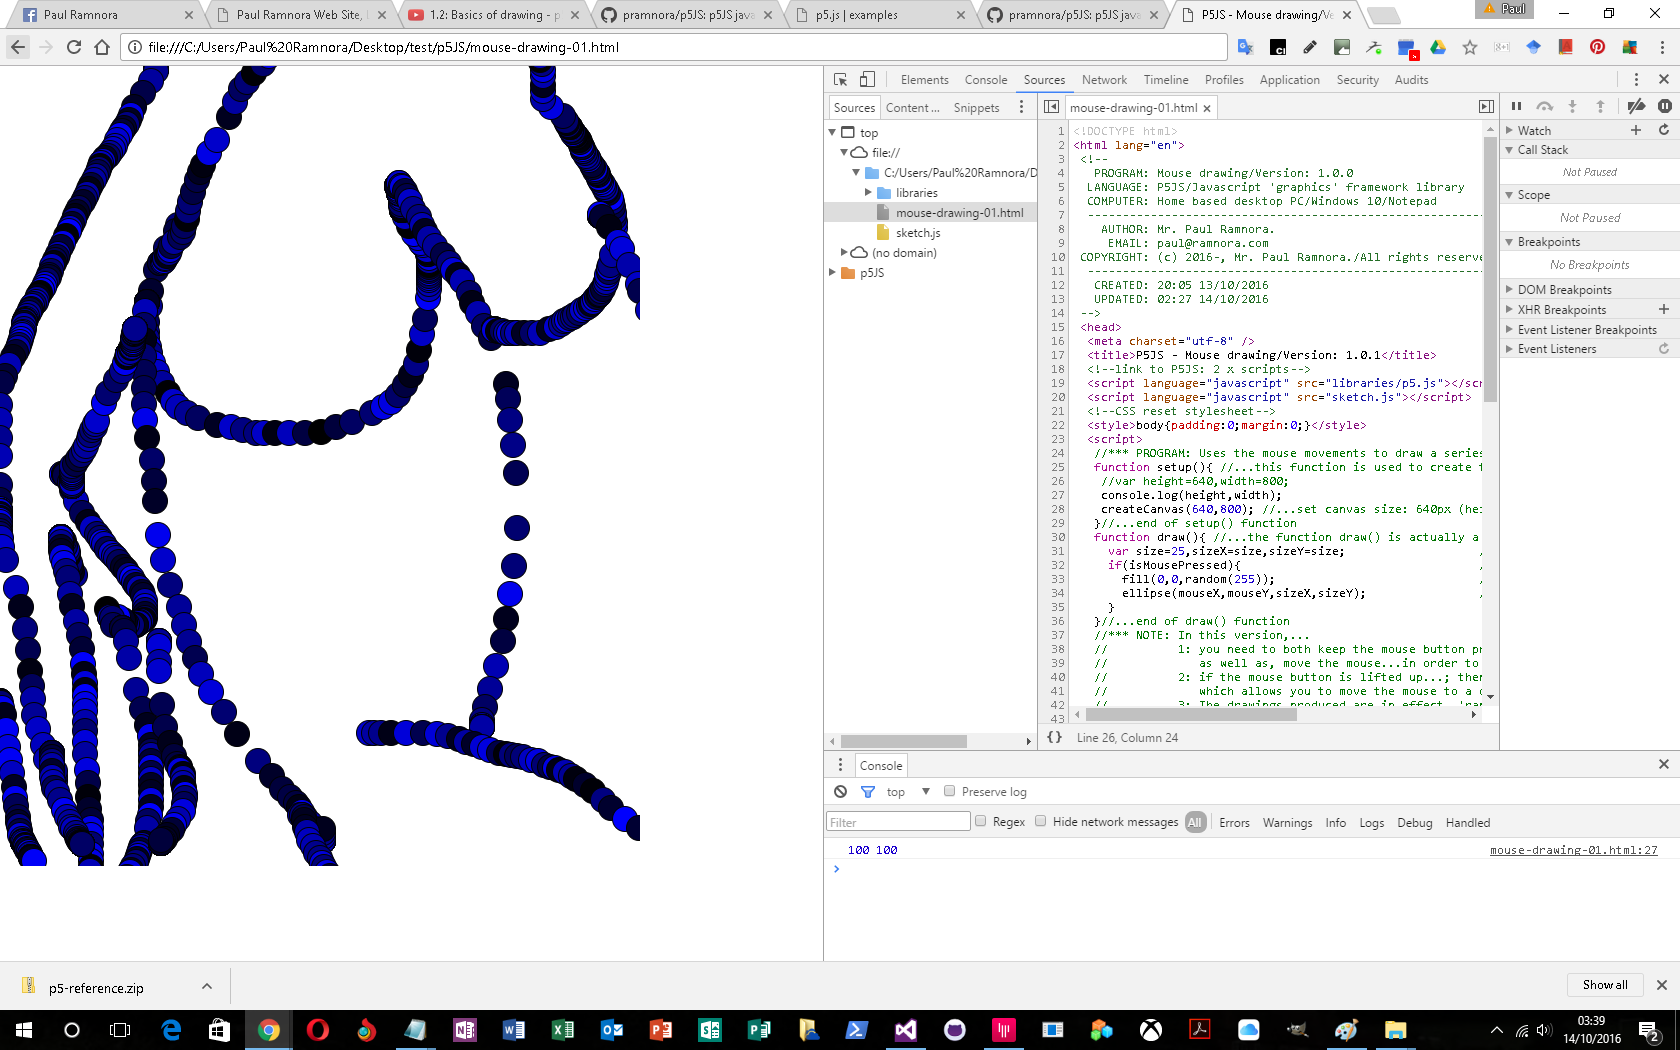 Paul Ramnora
Paul Ramnora Web Site,
1.2: Basics of drawing - p
pramnora/p5JS: p5JS java
p5.js | examples
pramnora/p5JS: p5JS java
P5JS - Mouse drawing/Ve
Paul
file:///C:/Users/Paul%20Ramnora/Desktop/test/p5JS/mouse-drawing-01.html
Elements Console Sources Network Timeline Profiles Application Security Audits
Sources Content ... Snippets
mouse-drawing-01.html
top
file://
C:/Users/Paul%20Ramnora/D
libraries
mouse-drawing-01.html
sketch.js
(no domain)
p5JS
1 <!DOCTYPE html>
2 <html lang="en">
3 <!--
4 PROGRAM: Mouse drawing/Version: 1.0.0
5 LANGUAGE: P5JS/Javascript 'graphics' framework library
6 COMPUTER: Home based desktop PC/Windows 10/Notepad
7 ---------------------------------------------------------
8 AUTHOR: Mr. Paul Ramnora.
9 EMAIL: paul@ramnora.com
10 COPYRIGHT: (c) 2016-, Mr. Paul Ramnora./All rights reserve
11 ---------------------------------------------------------
12 CREATED: 20:05 13/10/2016
13 UPDATED: 02:27 14/10/2016
14 -->
15 <head>
16 <meta charset="utf-8" />
17 <title>P5JS - Mouse drawing/Version: 1.0.1</title>
18 <!--link to P5JS: 2 x scripts-->
19 <script language="javascript" src="libraries/p5.js"></scr
20 <script language="javascript" src="sketch.js"></script>
21 <!--CSS reset stylesheet-->
22 <style>body{padding:0;margin:0;}</style>
23 <script>
24 //*** PROGRAM: Uses the mouse movements to draw a series
25 function setup(){ //...this function is used to create
26 //var height=640,width=800;
27 console.log(height,width);
28 createCanvas(640,800); //...set canvas size: 640px (hei
29 }//...end of setup() function
30 function draw(){ //...the function draw() is actually a
31 var size=25,sizeX=size,sizeY=size;
32 if(isMousePressed){
33 fill(0,0,random(255));
34 ellipse(mouseX,mouseY,sizeX,sizeY);
35 }
36 }//...end of draw() function
37 //*** NOTE: In this version,...
38 // 1: you need to both keep the mouse button pr
39 // as well as, move the mouse...in order to
40 // 2: if the mouse button is lifted up...; then
41 // which allows you to move the mouse to a
42 // 3: The drawings produced are in effect, 'ran
43
{} Line 26, Column 24
Watch
Call Stack
Not Paused
Scope
Not Paused
Breakpoints
No Breakpoints
DOM Breakpoints
XHR Breakpoints
Event Listener Breakpoints
Event Listeners
Console
top Preserve log
Filter Regex Hide network messages All Errors Warnings Info Logs Debug Handled
100 100 mouse-drawing-01.html:27
p5-reference.zip
Show all
03:39
14/10/2016
2